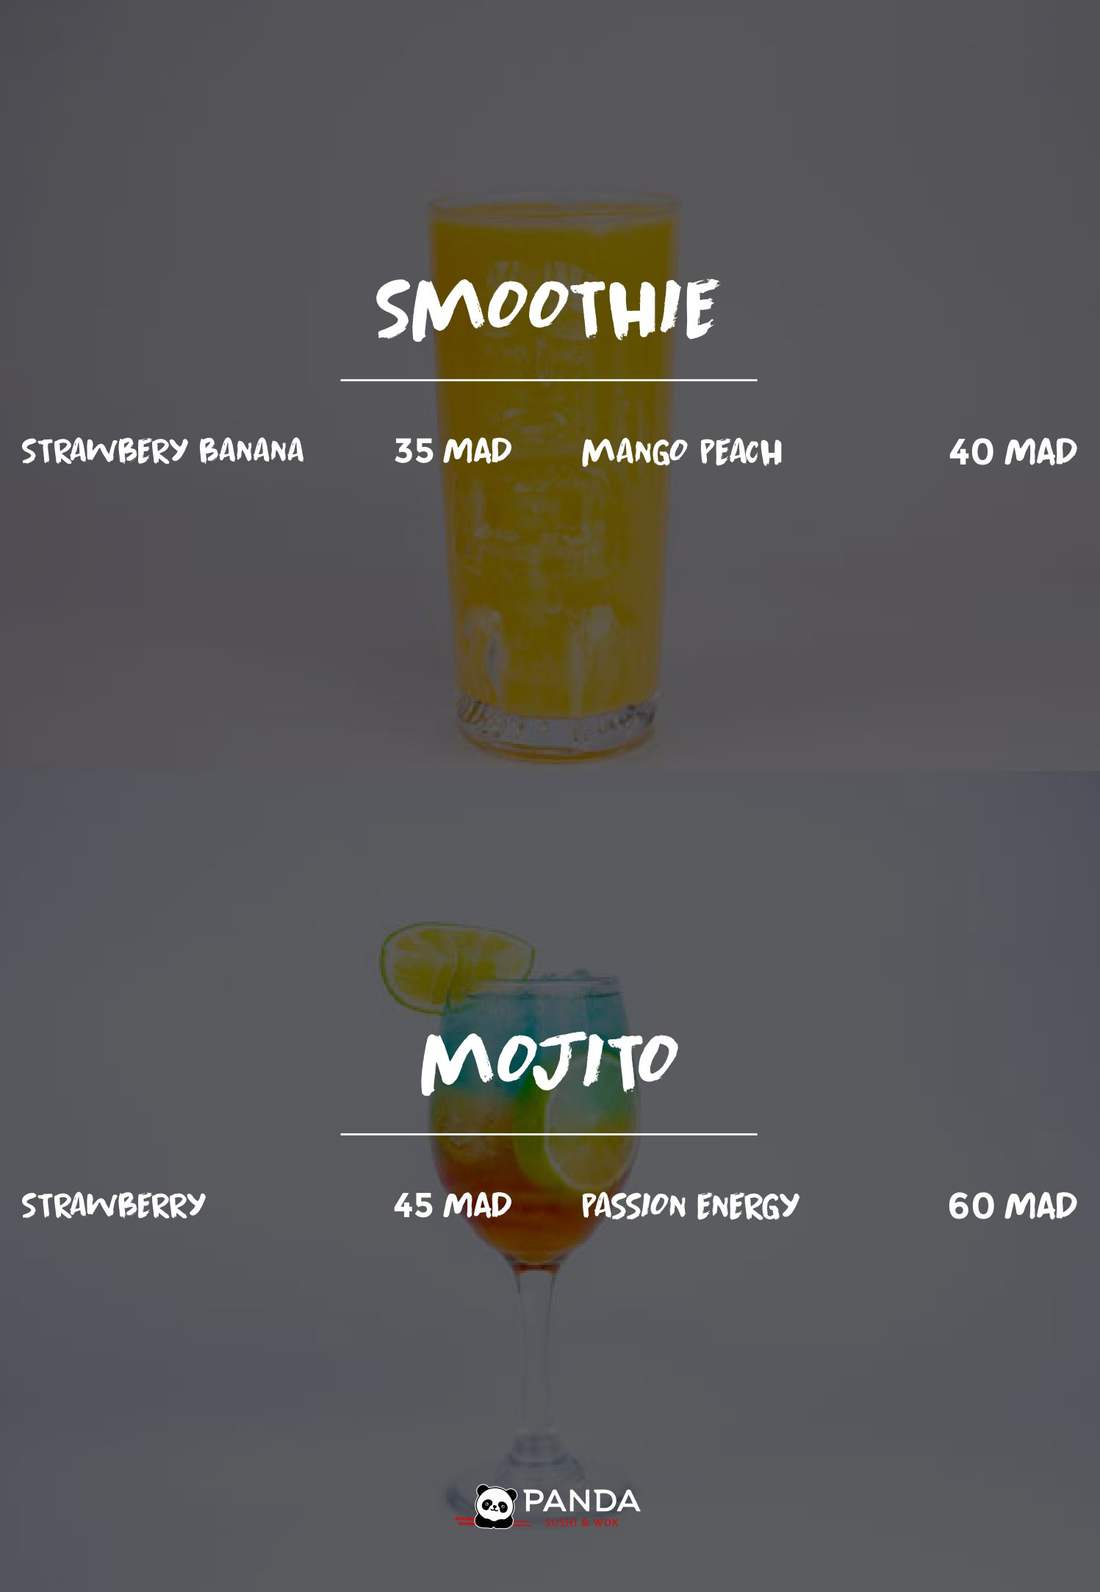 SMOOTHIE
STRAWBERY BANANA 35 MAD MANGO PEACH 40 MAD
MOJITO
STRAWBERRY 45 MAD PASSION ENERGY 60 MAD
PANDA
SUSHI & WOK